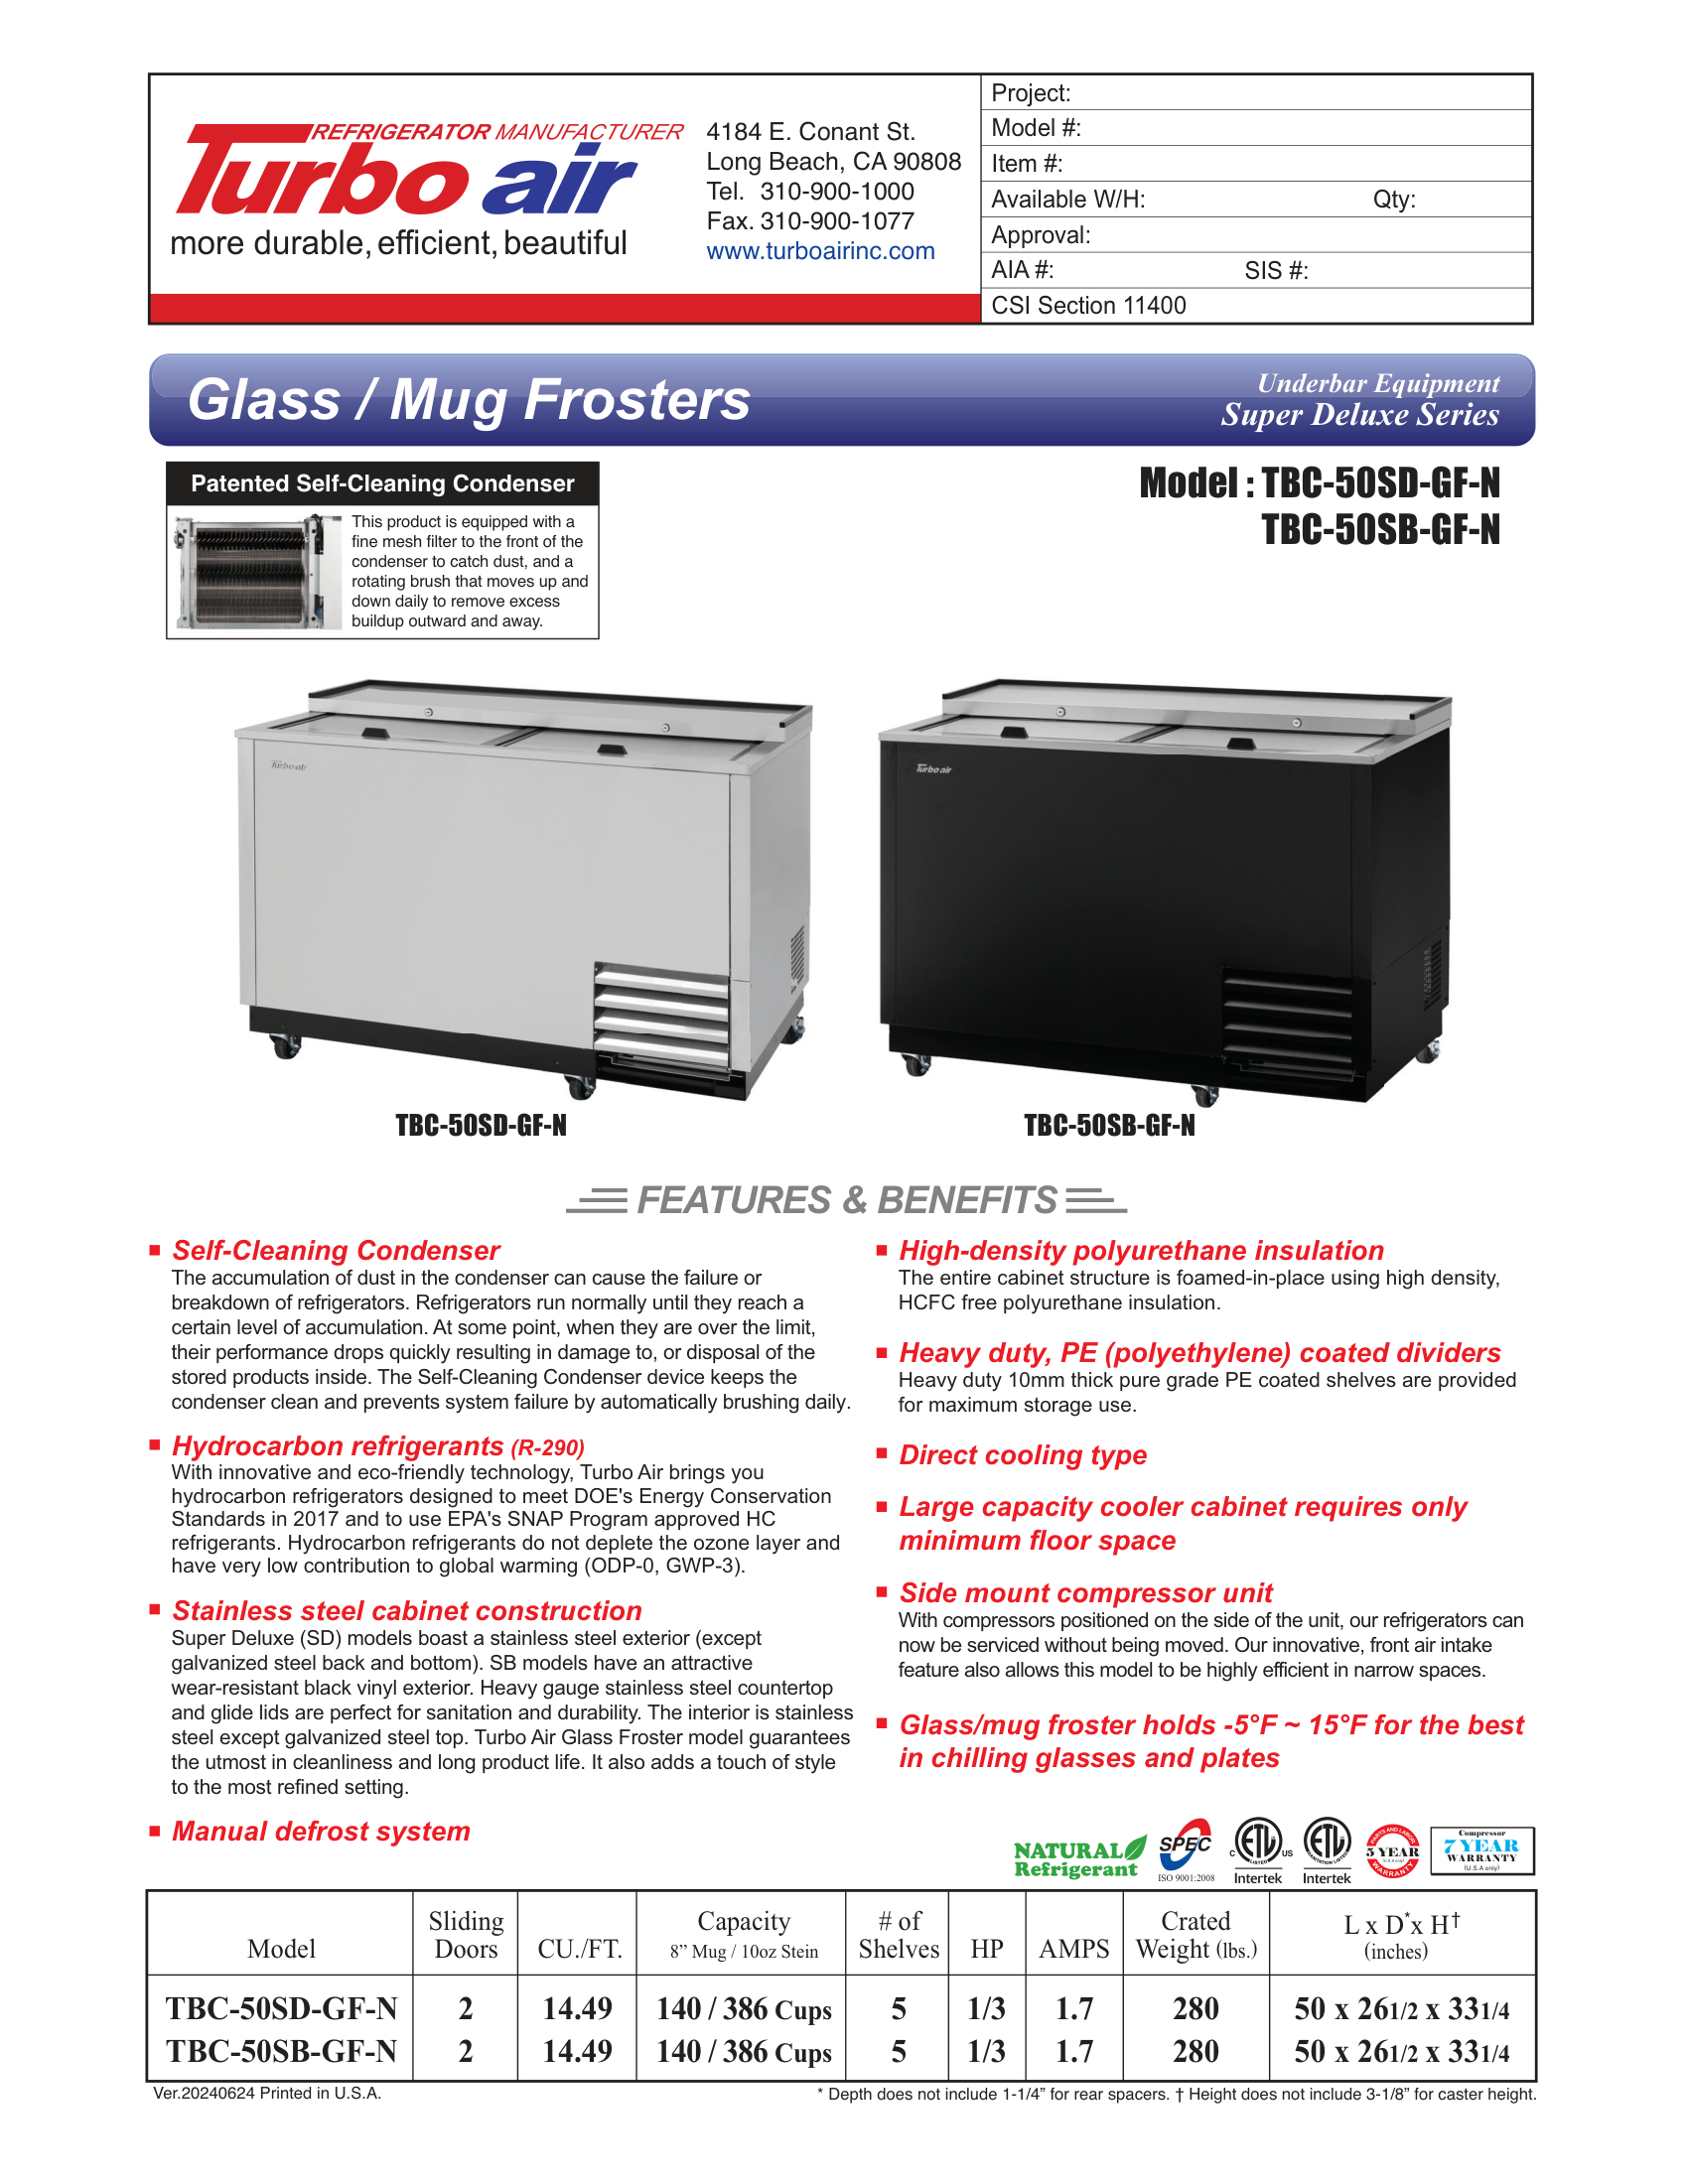 REFRIGERATOR MANUFACTURER
Turbo air
more durable, efficient, beautiful
4184 E. Conant St.
Long Beach, CA 90808
Tel. 310-900-1000
Fax. 310-900-1077
www.turboairinc.com
Project:
Model #:
Item #:
Available W/H: Qty:
Approval:
AIA #: SIS #:
CSI Section 11400
Glass / Mug Frosters
Underbar Equipment
Super Deluxe Series
Patented Self-Cleaning Condenser
This product is equipped with a
fine mesh filter to the front of the
condenser to catch dust, and a
rotating brush that moves up and
down daily to remove excess
buildup outward and away.
Model : TBC-50SD-GF-N
TBC-50SB-GF-N
Turbo air
Turbo air
TBC-50SD-GF-N
TBC-50SB-GF-N
FEATURES & BENEFITS
Self-Cleaning Condenser
The accumulation of dust in the condenser can cause the failure or
breakdown of refrigerators. Refrigerators run normally until they reach a
certain level of accumulation. At some point, when they are over the limit,
their performance drops quickly resulting in damage to, or disposal of the
stored products inside. The Self-Cleaning Condenser device keeps the
condenser clean and prevents system failure by automatically brushing daily.
Hydrocarbon refrigerants (R-290)
With innovative and eco-friendly technology, Turbo Air brings you
hydrocarbon refrigerators designed to meet DOE's Energy Conservation
Standards in 2017 and to use EPA's SNAP Program approved HC
refrigerants. Hydrocarbon refrigerants do not deplete the ozone layer and
have very low contribution to global warming (ODP-0, GWP-3).
Stainless steel cabinet construction
Super Deluxe (SD) models boast a stainless steel exterior (except
galvanized steel back and bottom). SB models have an attractive
wear-resistant black vinyl exterior. Heavy gauge stainless steel countertop
and glide lids are perfect for sanitation and durability. The interior is stainless
steel except galvanized steel top. Turbo Air Glass Froster model guarantees
the utmost in cleanliness and long product life. It also adds a touch of style
to the most refined setting.
Manual defrost system
High-density polyurethane insulation
The entire cabinet structure is foamed-in-place using high density,
HCFC free polyurethane insulation.
Heavy duty, PE (polyethylene) coated dividers
Heavy duty 10mm thick pure grade PE coated shelves are provided
for maximum storage use.
Direct cooling type
Large capacity cooler cabinet requires only
minimum floor space
Side mount compressor unit
With compressors positioned on the side of the unit, our refrigerators can
now be serviced without being moved. Our innovative, front air intake
feature also allows this model to be highly efficient in narrow spaces.
Glass/mug froster holds -5°F ~ 15°F for the best
in chilling glasses and plates
NATURAL
Refrigerant
SPEC
ISO 9001:2008
C ETL US
LISTED
Intertek
ETL
SANITATION LISTED
Intertek
PARTS AND LABOR
5 YEAR
WARRANTY
Compressor
7 YEAR
WARRANTY
(U.S.A only)
Model Sliding Doors CU./FT. Capacity 8” Mug / 10oz Stein # of Shelves HP AMPS Crated Weight (lbs.) L x D* x H† (inches)
TBC-50SD-GF-N 2 14.49 140 / 386 Cups 5 1/3 1.7 280 50 x 261/2 x 331/4
TBC-50SB-GF-N 2 14.49 140 / 386 Cups 5 1/3 1.7 280 50 x 261/2 x 331/4
Ver.20240624 Printed in U.S.A.
* Depth does not include 1-1/4” for rear spacers. † Height does not include 3-1/8” for caster height.